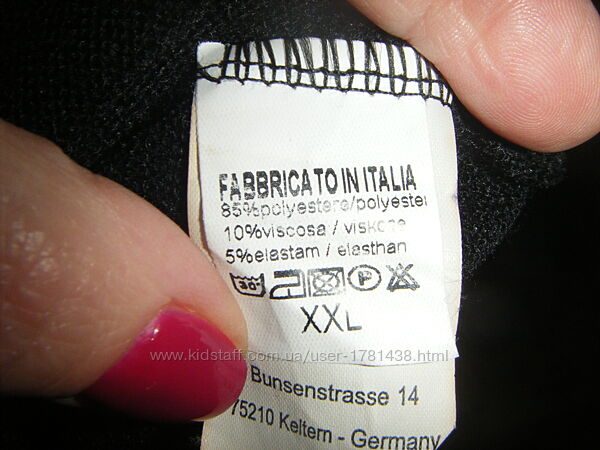 FABBRICATO IN ITALIA
85%polyestere/polyester
10%viscosa / viskose
5%elastam / elasthan
30°
P
XXL
www.kidstaff.com.ua/user-1781438.html
Bunsenstrasse 14
75210 Keltern - Germany